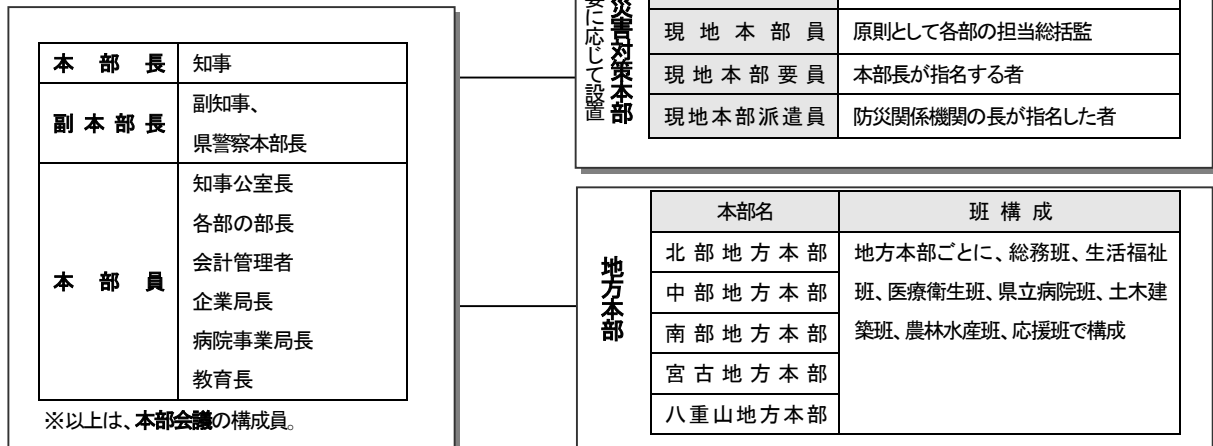 本部長 知事
副本部長 副知事、
県警察本部長
本部員 知事公室長
各部の部長
会計管理者
企業局長
病院事業局長
教育長
※以上は、本部会議の構成員。
災害対策本部
に応じて設置
現地本部員 原則として各部の担当総括監
現地本部要員 本部長が指名する者
現地本部派遣員 防災関係機関の長が指名した者
地方本部
本部名 班構成
北部地方本部 地方本部ごとに、総務班、生活福祉
中部地方本部 班、医療衛生班、県立病院班、土木建
南部地方本部 築班、農林水産班、応援班で構成
宮古地方本部
八重山地方本部